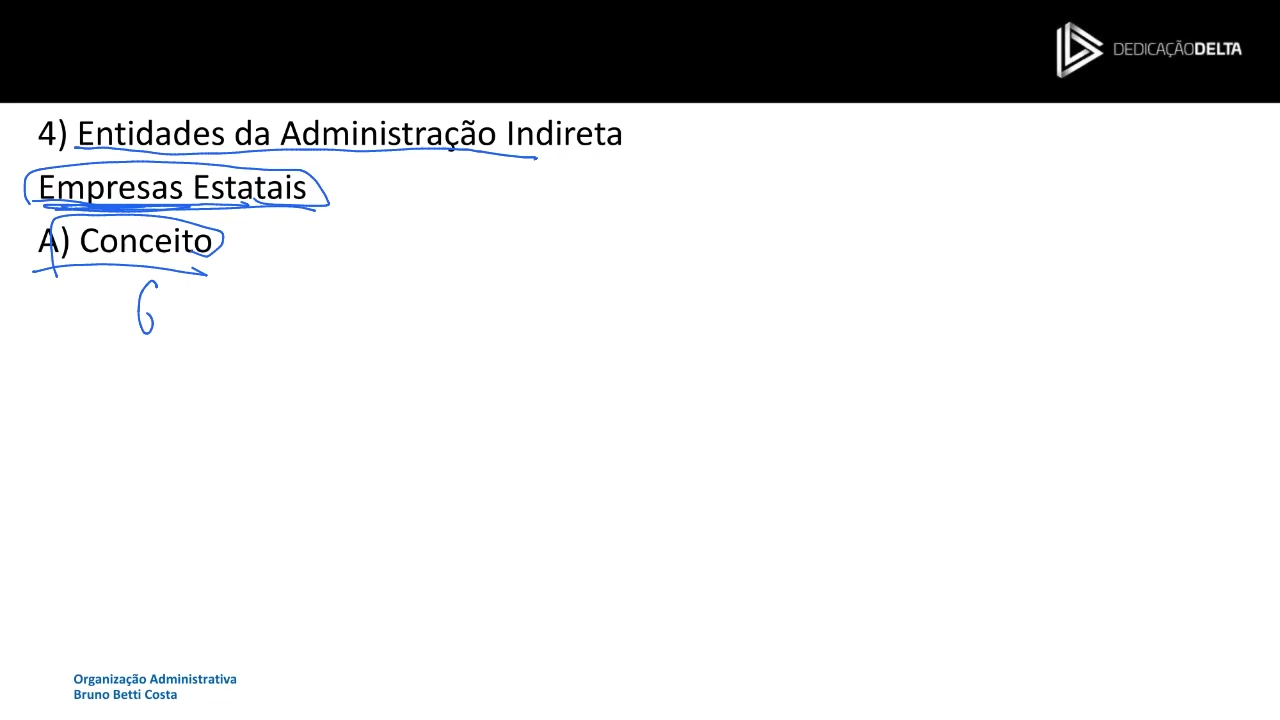 DEDICAÇÃODELTA
4) Entidades da Administração Indireta
Empresas Estatais
A) Conceito
6
Organização Administrativa
Bruno Betti Costa